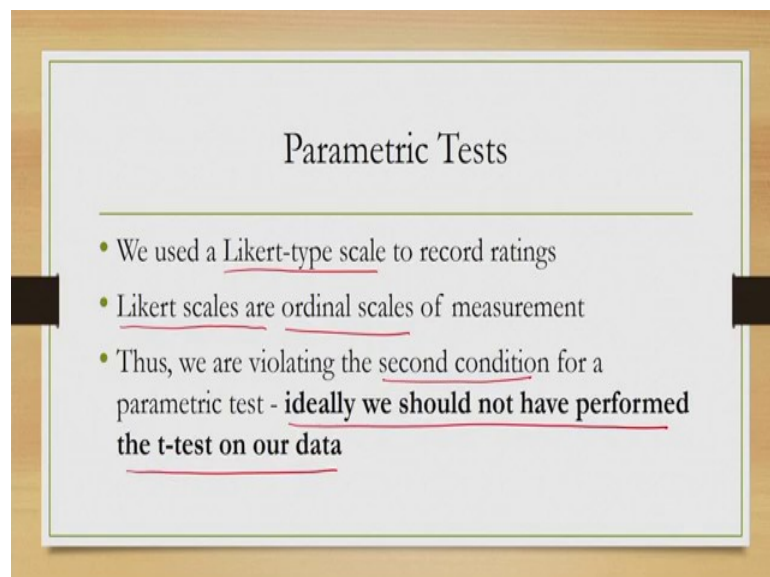 Parametric Tests
• We used a Likert-type scale to record ratings
• Likert scales are ordinal scales of measurement
• Thus, we are violating the second condition for a
parametric test - ideally we should not have performed
the t-test on our data